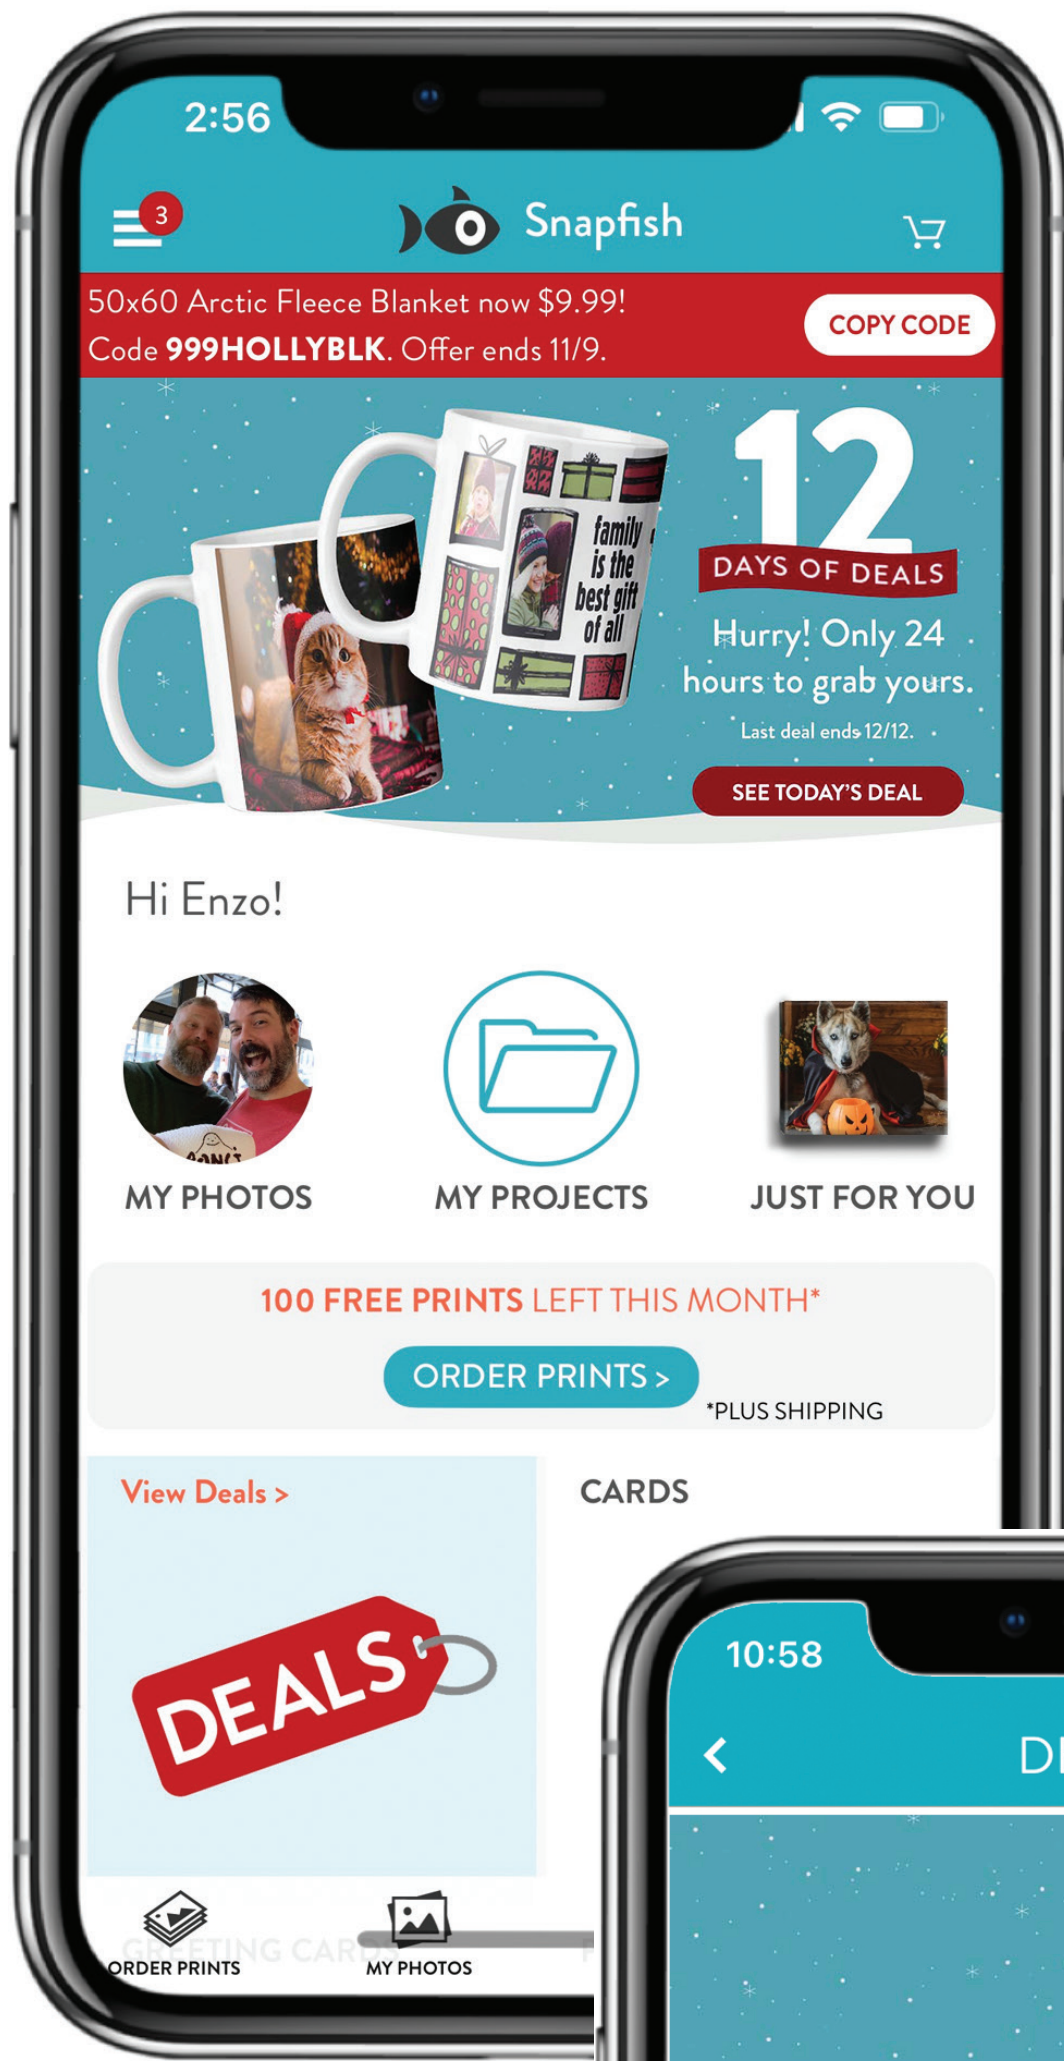 2:56
3
Snapfish
50x60 Arctic Fleece Blanket now $9.99!
COPY CODE
Code 999HOLLYBLK. Offer ends 11/9.
12
DAYS OF DEALS
family
is the
best gift
of all
Hurry! Only 24
hours to grab yours.
Last deal ends 12/12.
SEE TODAY'S DEAL
Hi Enzo!
MY PHOTOS
MY PROJECTS
JUST FOR YOU
100 FREE PRINTS LEFT THIS MONTH*
ORDER PRINTS >
*PLUS SHIPPING
View Deals >
CARDS
DEALS
GREETING CARDS
ORDER PRINTS
MY PHOTOS
10:58